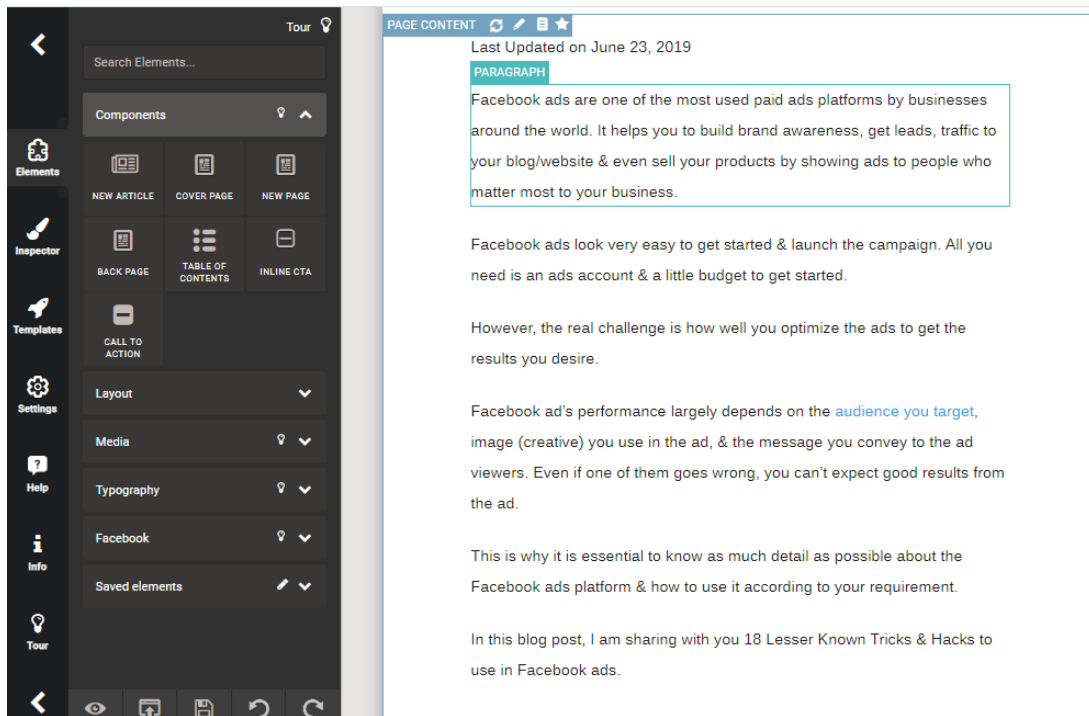 Tour
Search Elements...
Components
NEW ARTICLE
COVER PAGE
NEW PAGE
BACK PAGE
TABLE OF
CONTENTS
INLINE CTA
CALL TO
ACTION
Layout
Media
Typography
Facebook
Saved elements
Elements
Inspector
Templates
Settings
Help
Info
Tour
PAGE CONTENT
Last Updated on June 23, 2019
PARAGRAPH
Facebook ads are one of the most used paid ads platforms by businesses
around the world. It helps you to build brand awareness, get leads, traffic to
your blog/website & even sell your products by showing ads to people who
matter most to your business.
Facebook ads look very easy to get started & launch the campaign. All you
need is an ads account & a little budget to get started.
However, the real challenge is how well you optimize the ads to get the
results you desire.
Facebook ad’s performance largely depends on the audience you target,
image (creative) you use in the ad, & the message you convey to the ad
viewers. Even if one of them goes wrong, you can’t expect good results from
the ad.
This is why it is essential to know as much detail as possible about the
Facebook ads platform & how to use it according to your requirement.
In this blog post, I am sharing with you 18 Lesser Known Tricks & Hacks to
use in Facebook ads.